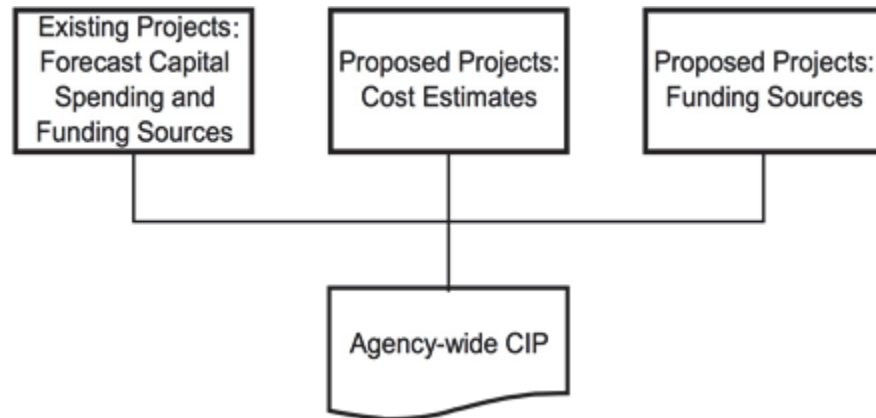 Existing Projects:
Forecast Capital
Spending and
Funding Sources
Proposed Projects:
Cost Estimates
Proposed Projects:
Funding Sources
Agency-wide CIP